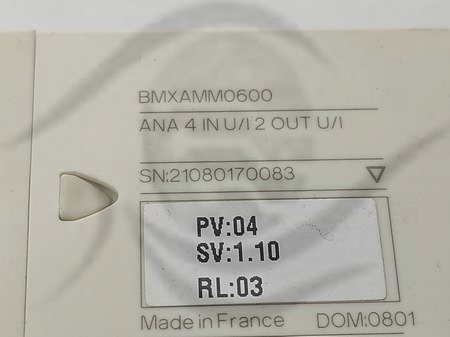 BMXAMM0600
ANA 4 IN U/I 2 OUT U/I
SN:21080170083
PV:04
SV:1.10
RL:03
Made in France DOM:0801